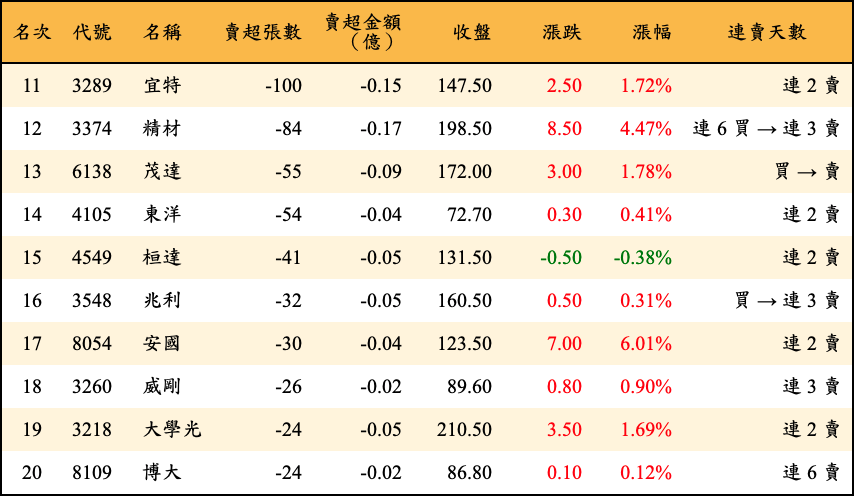 名次 代號 名稱 賣超張數 賣超金額（億） 收盤 漲跌 漲幅 連賣天數
11 3289 宜特 -100 -0.15 147.50 2.50 1.72% 連 2 賣
12 3374 精材 -84 -0.17 198.50 8.50 4.47% 連 6 買 → 連 3 賣
13 6138 茂達 -55 -0.09 172.00 3.00 1.78% 買 → 賣
14 4105 東洋 -54 -0.04 72.70 0.30 0.41% 連 2 賣
15 4549 桓達 -41 -0.05 131.50 -0.50 -0.38% 連 2 賣
16 3548 兆利 -32 -0.05 160.50 0.50 0.31% 買 → 連 3 賣
17 8054 安國 -30 -0.04 123.50 7.00 6.01% 連 2 賣
18 3260 威剛 -26 -0.02 89.60 0.80 0.90% 連 3 賣
19 3218 大學光 -24 -0.05 210.50 3.50 1.69% 連 2 賣
20 8109 博大 -24 -0.02 86.80 0.10 0.12% 連 6 賣